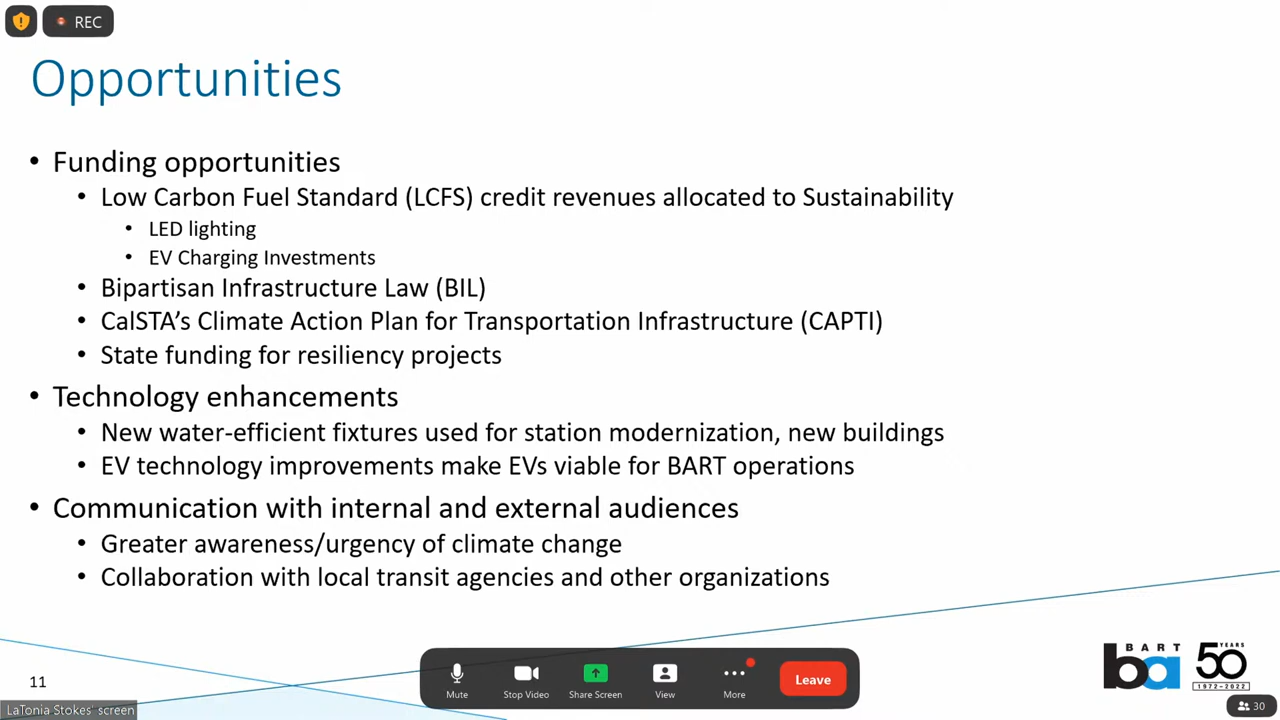 REC
Opportunities
• Funding opportunities
• Low Carbon Fuel Standard (LCFS) credit revenues allocated to Sustainability
• LED lighting
• EV Charging Investments
• Bipartisan Infrastructure Law (BIL)
• CalSTA’s Climate Action Plan for Transportation Infrastructure (CAPTI)
• State funding for resiliency projects
• Technology enhancements
• New water-efficient fixtures used for station modernization, new buildings
• EV technology improvements make EVs viable for BART operations
• Communication with internal and external audiences
• Greater awareness/urgency of climate change
• Collaboration with local transit agencies and other organizations
11
Mute
Stop Video
Share Screen
View
More
Leave
BART
ba
50
YEARS
1972-2022
LaTonia Stokes' screen
30